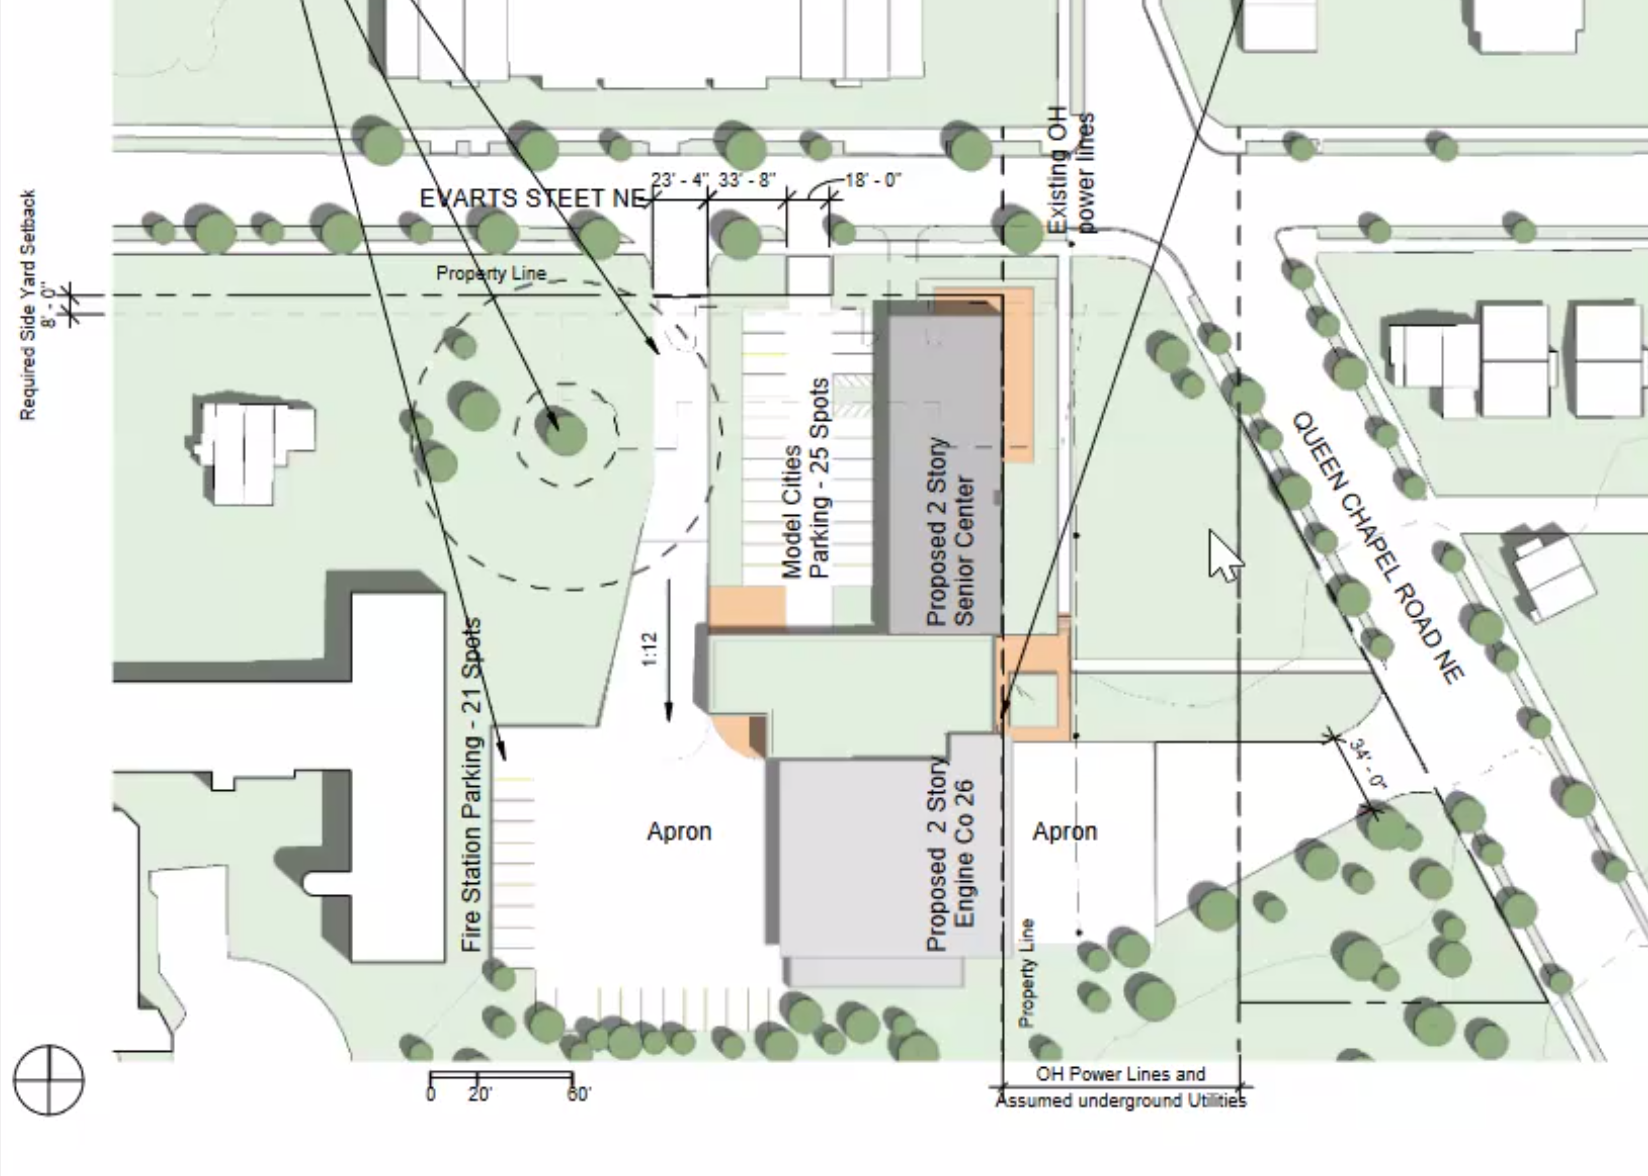 Existing OH
power lines
23' - 4"
33' - 8"
18' - 0"
EVARTS STEET NE
Required Side Yard Setback
8' - 0"
Property Line
Model Cities
Parking - 25 Spots
Proposed 2 Story
Senior Center
QUEEN CHAPEL ROAD NE
1:12
Fire Station Parking - 21 Spots
34' - 0"
Apron
Proposed 2 Story
Engine Co 26
Apron
Property Line
0 20' 60'
OH Power Lines and
Assumed underground Utilities